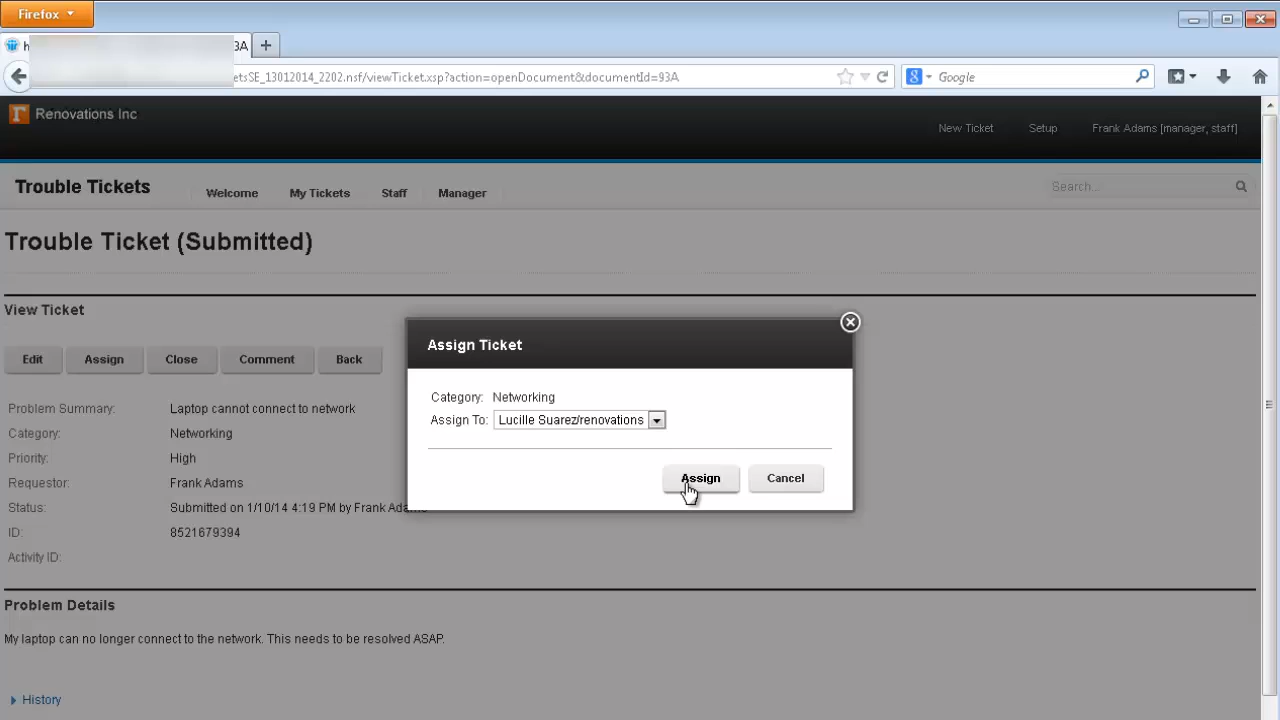 Firefox
h 3A +
etsSE_13012014_2202.nsf/viewTicket.xsp?action=openDocument&documentId=93A
8 Google
Renovations Inc
New Ticket Setup Frank Adams [manager, staff]
Trouble Tickets Welcome My Tickets Staff Manager Search...
Trouble Ticket (Submitted)
View Ticket
Edit Assign Close Comment Back
Problem Summary: Laptop cannot connect to network
Category: Networking
Priority: High
Requestor: Frank Adams
Status: Submitted on 1/10/14 4:19 PM by Frank Adams
ID: 8521679394
Activity ID:
Assign Ticket
Category: Networking
Assign To: Lucille Suarez/renovations
Assign Cancel
Problem Details
My laptop can no longer connect to the network. This needs to be resolved ASAP.
History